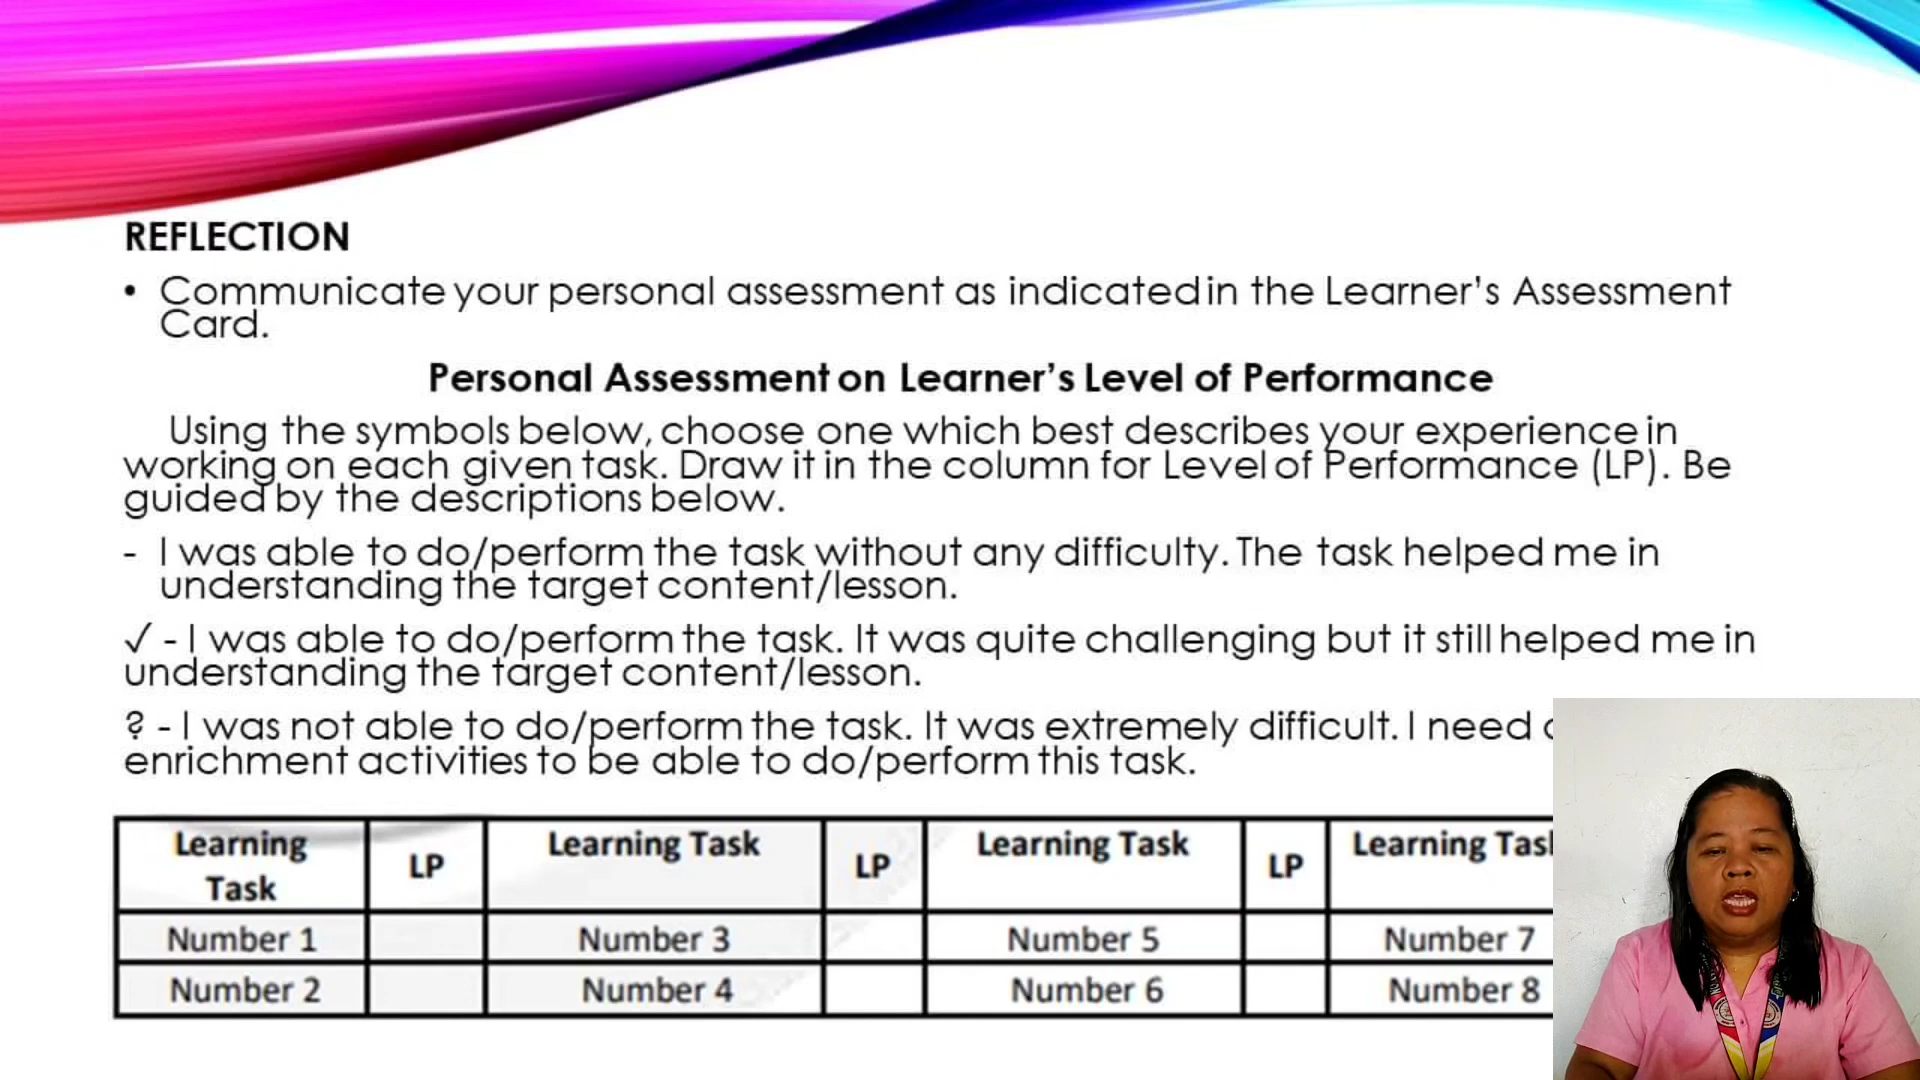 REFLECTION
• Communicate your personal assessment as indicated in the Learner's Assessment
Card.
Personal Assessment on Learner's Level of Performance
Using the symbols below, choose one which best describes your experience in
working on each given task. Draw it in the column for Level of Performance (LP). Be
guided by the descriptions below.
- I was able to do/perform the task without any difficulty. The task helped me in
understanding the target content/lesson.
✓ - I was able to do/perform the task. It was quite challenging but it still helped me in
understanding the target content/lesson.
? - I was not able to do/perform the task. It was extremely difficult. I need
enrichment activities to be able to do/perform this task.
Learning Task LP Learning Task LP Learning Task LP Learning
Number 1 Number 3 Number 5 Number 7
Number 2 Number 4 Number 6 Number 8